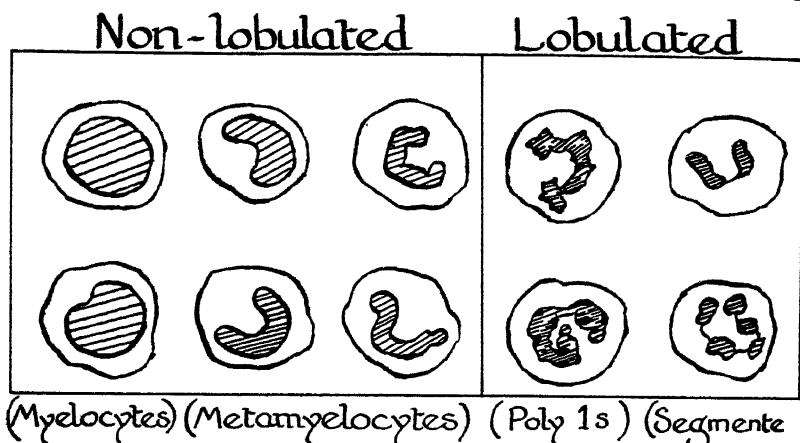 Non-lobulated Lobulated
(Myelocytes) (Metamyelocytes) (Poly 1s) (Segmente